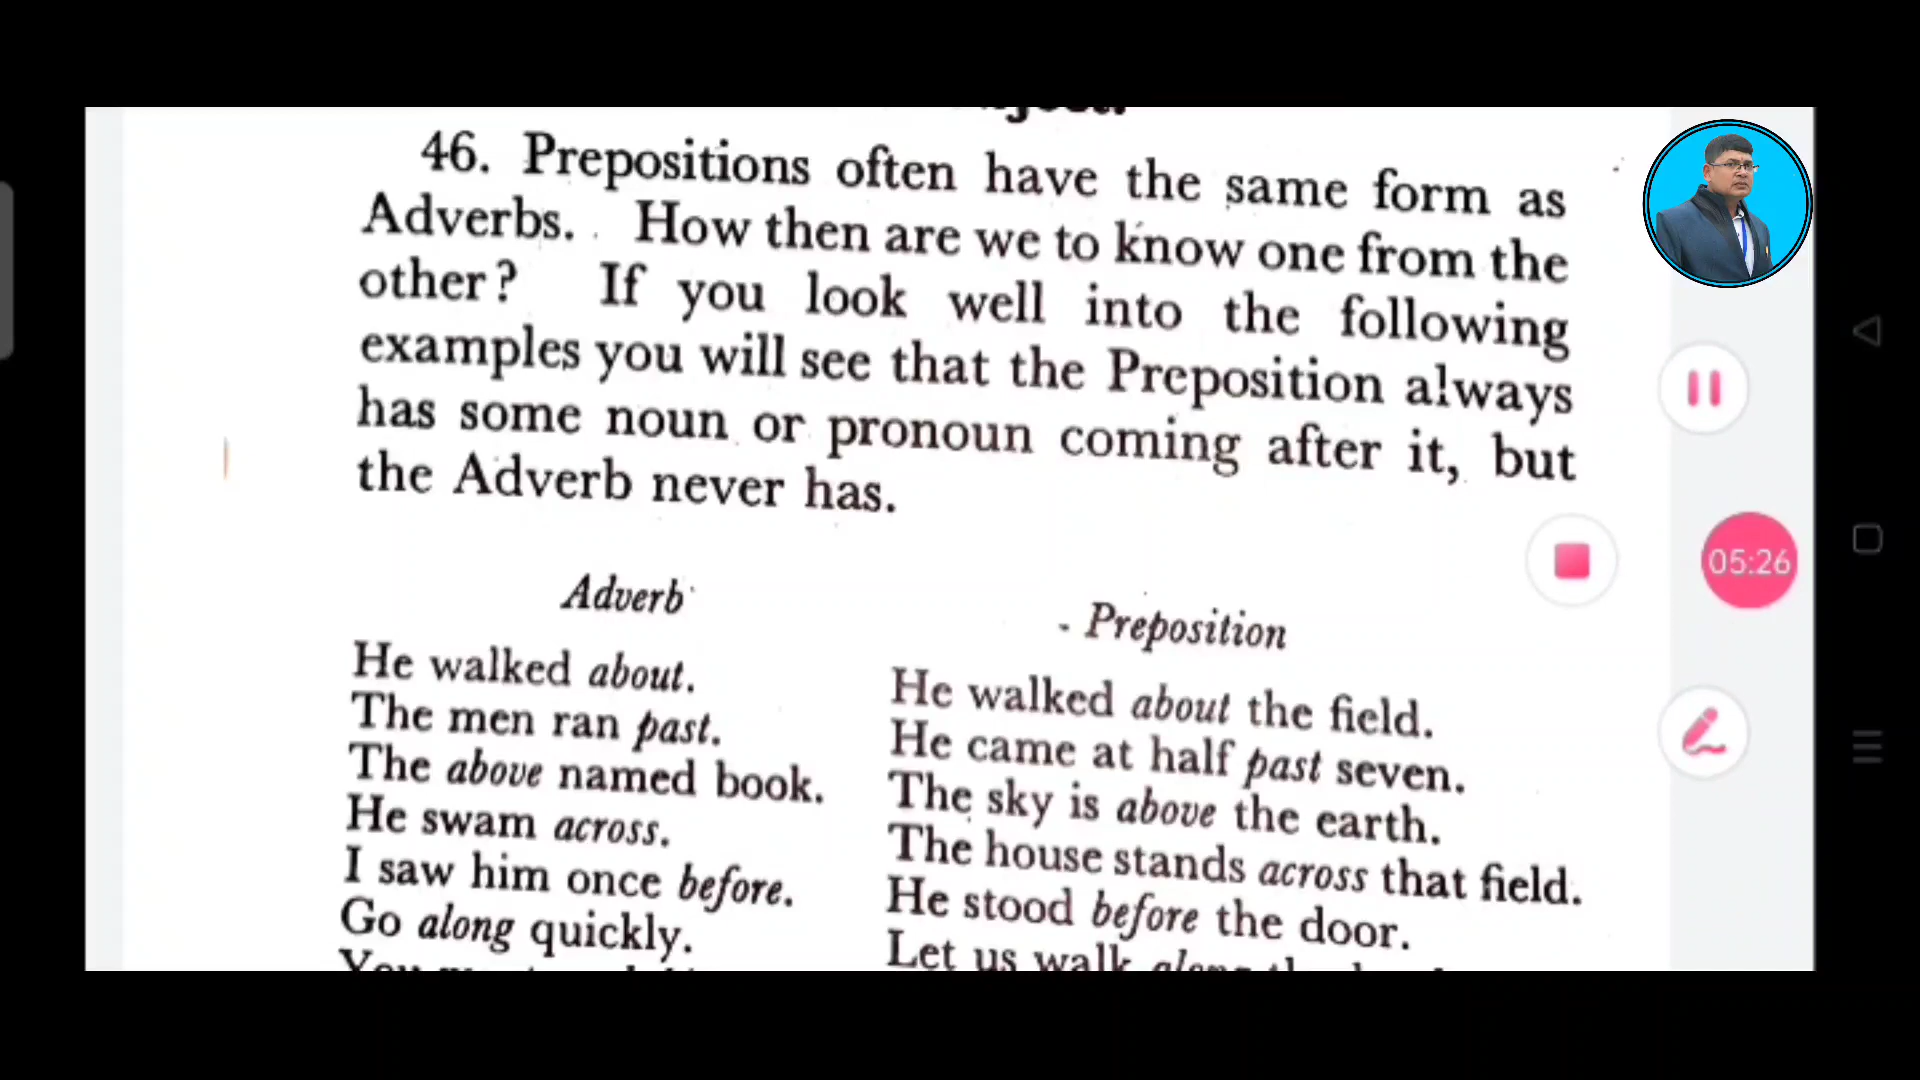 46. Prepositions often have the same form as
Adverbs. How then are we to know one from the
other? If you look well into the following
examples you will see that the Preposition always
has some noun or pronoun coming after it, but
the Adverb never has.
Adverb
He walked about.
The men ran past.
The above named book.
He swam across.
I saw him once before.
Go along quickly.
Preposition
He walked about the field.
He came at half past seven.
The sky is above the earth.
The house stands across that field.
He stood before the door.
Let us walk along
05:26